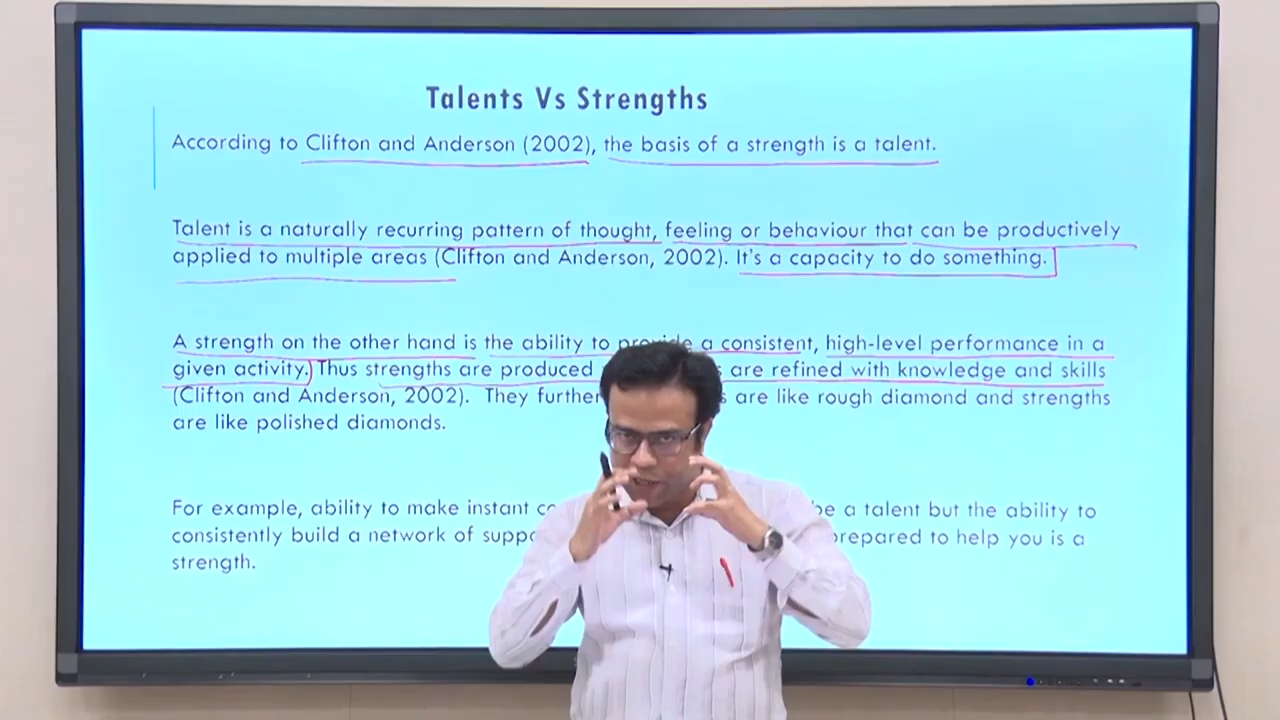 Talents Vs Strengths
According to Clifton and Anderson (2002), the basis of a strength is a talent.
Talent is a naturally recurring pattern of thought, feeling or behaviour that can be productively
applied to multiple areas (Clifton and Anderson, 2002). It's a capacity to do something.
A strength on the other hand is the ability to provide a consistent, high-level performance in a
given activity. Thus strengths are produced are refined with knowledge and skills
(Clifton and Anderson, 2002). They further are like rough diamond and strengths
are like polished diamonds.
For example, ability to make instant be a talent but the ability to
consistently build a network of prepared to help you is a
strength.